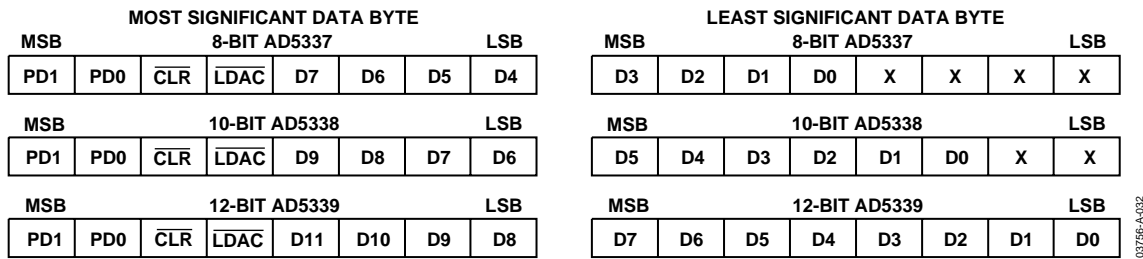 MOST SIGNIFICANT DATA BYTE
MSB 8-BIT AD5337 LSB
PD1 PD0 CLR LDAC D7 D6 D5 D4
MSB 10-BIT AD5338 LSB
PD1 PD0 CLR LDAC D9 D8 D7 D6
MSB 12-BIT AD5339 LSB
PD1 PD0 CLR LDAC D11 D10 D9 D8
LEAST SIGNIFICANT DATA BYTE
MSB 8-BIT AD5337 LSB
D3 D2 D1 D0 X X X X
MSB 10-BIT AD5338 LSB
D5 D4 D3 D2 D1 D0 X X
MSB 12-BIT AD5339 LSB
D7 D6 D5 D4 D3 D2 D1 D0
03756-A-032